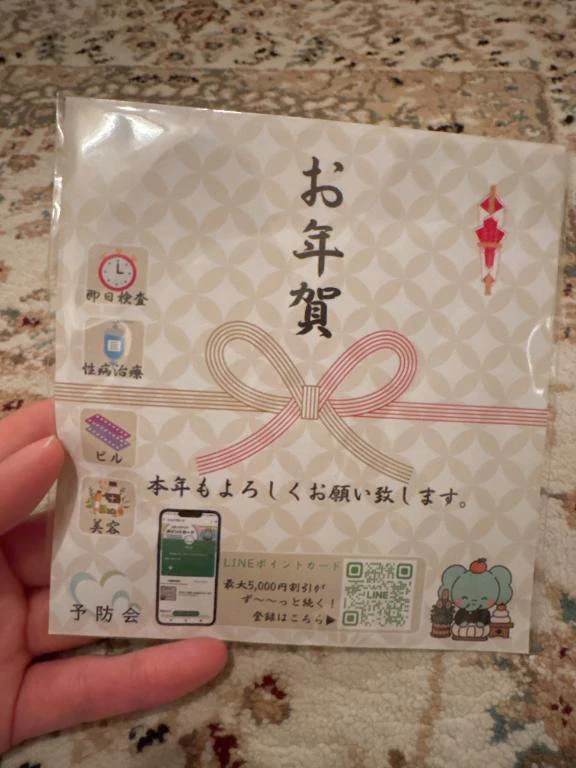 お年賀
即日検査
性病治療
ピル
美容
本年もよろしくお願い致します。
LINEポイントカード
最大5,000円割引が
ず〜〜っと続く!
登録はこちら▶
LINE
予防会